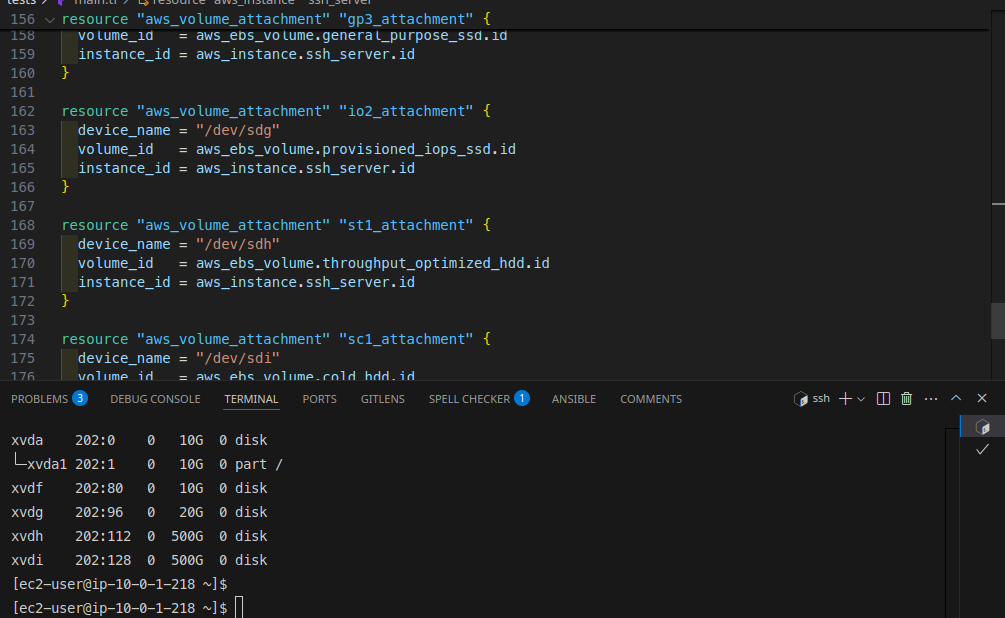 tests > main.tf > resource "aws_instance" "ssh_server"
156 resource "aws_volume_attachment" "gp3_attachment" {
158 volume_id   = aws_ebs_volume.general_purpose_ssd.id
159 instance_id = aws_instance.ssh_server.id
160 }
161
162 resource "aws_volume_attachment" "io2_attachment" {
163 device_name = "/dev/sdg"
164 volume_id   = aws_ebs_volume.provisioned_iops_ssd.id
165 instance_id = aws_instance.ssh_server.id
166 }
167
168 resource "aws_volume_attachment" "st1_attachment" {
169 device_name = "/dev/sdh"
170 volume_id   = aws_ebs_volume.throughput_optimized_hdd.id
171 instance_id = aws_instance.ssh_server.id
172 }
173
174 resource "aws_volume_attachment" "sc1_attachment" {
175 device_name = "/dev/sdi"
176 volume_id   = aws_ebs_volume.cold_hdd.id
PROBLEMS 3 DEBUG CONSOLE TERMINAL PORTS GITLENS SPELL CHECKER 1 ANSIBLE COMMENTS ssh
xvda    202:0    0   10G  0 disk
└─xvda1 202:1    0   10G  0 part /
xvdf    202:80   0   10G  0 disk
xvdg    202:96   0   20G  0 disk
xvdh    202:112  0  500G  0 disk
xvdi    202:128  0  500G  0 disk
[ec2-user@ip-10-0-1-218 ~]$
[ec2-user@ip-10-0-1-218 ~]$